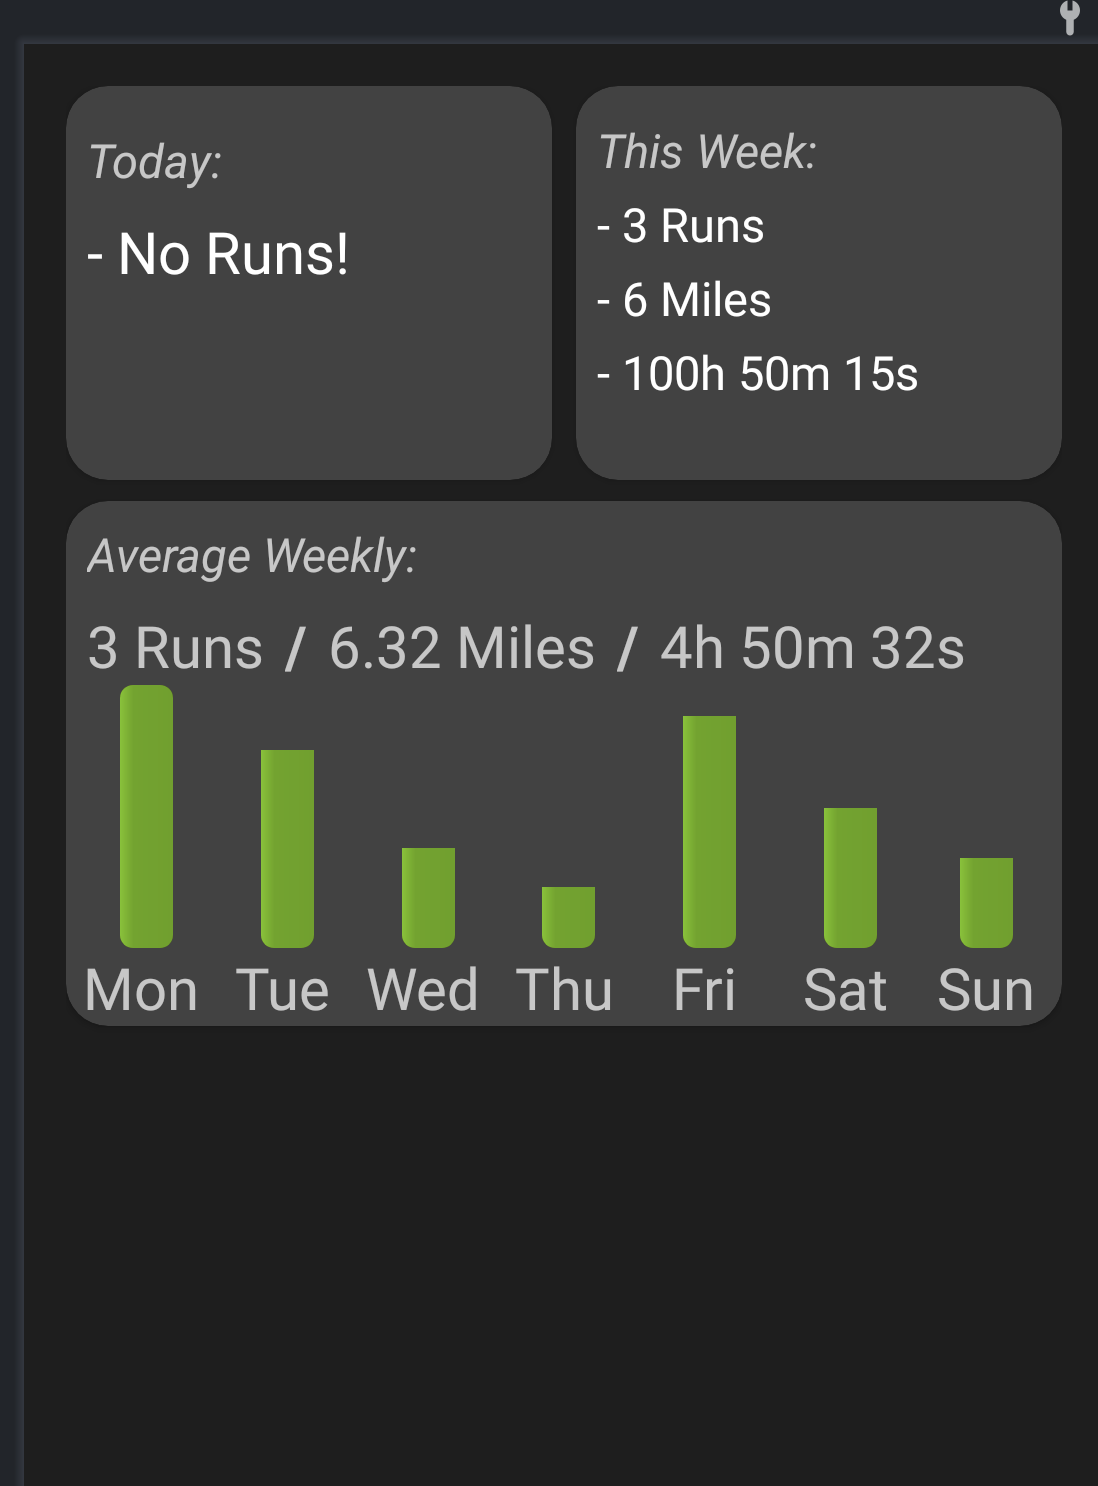 Today:
- No Runs!
This Week:
- 3 Runs
- 6 Miles
- 100h 50m 15s
Average Weekly:
3 Runs / 6.32 Miles / 4h 50m 32s
Mon Tue Wed Thu Fri Sat Sun